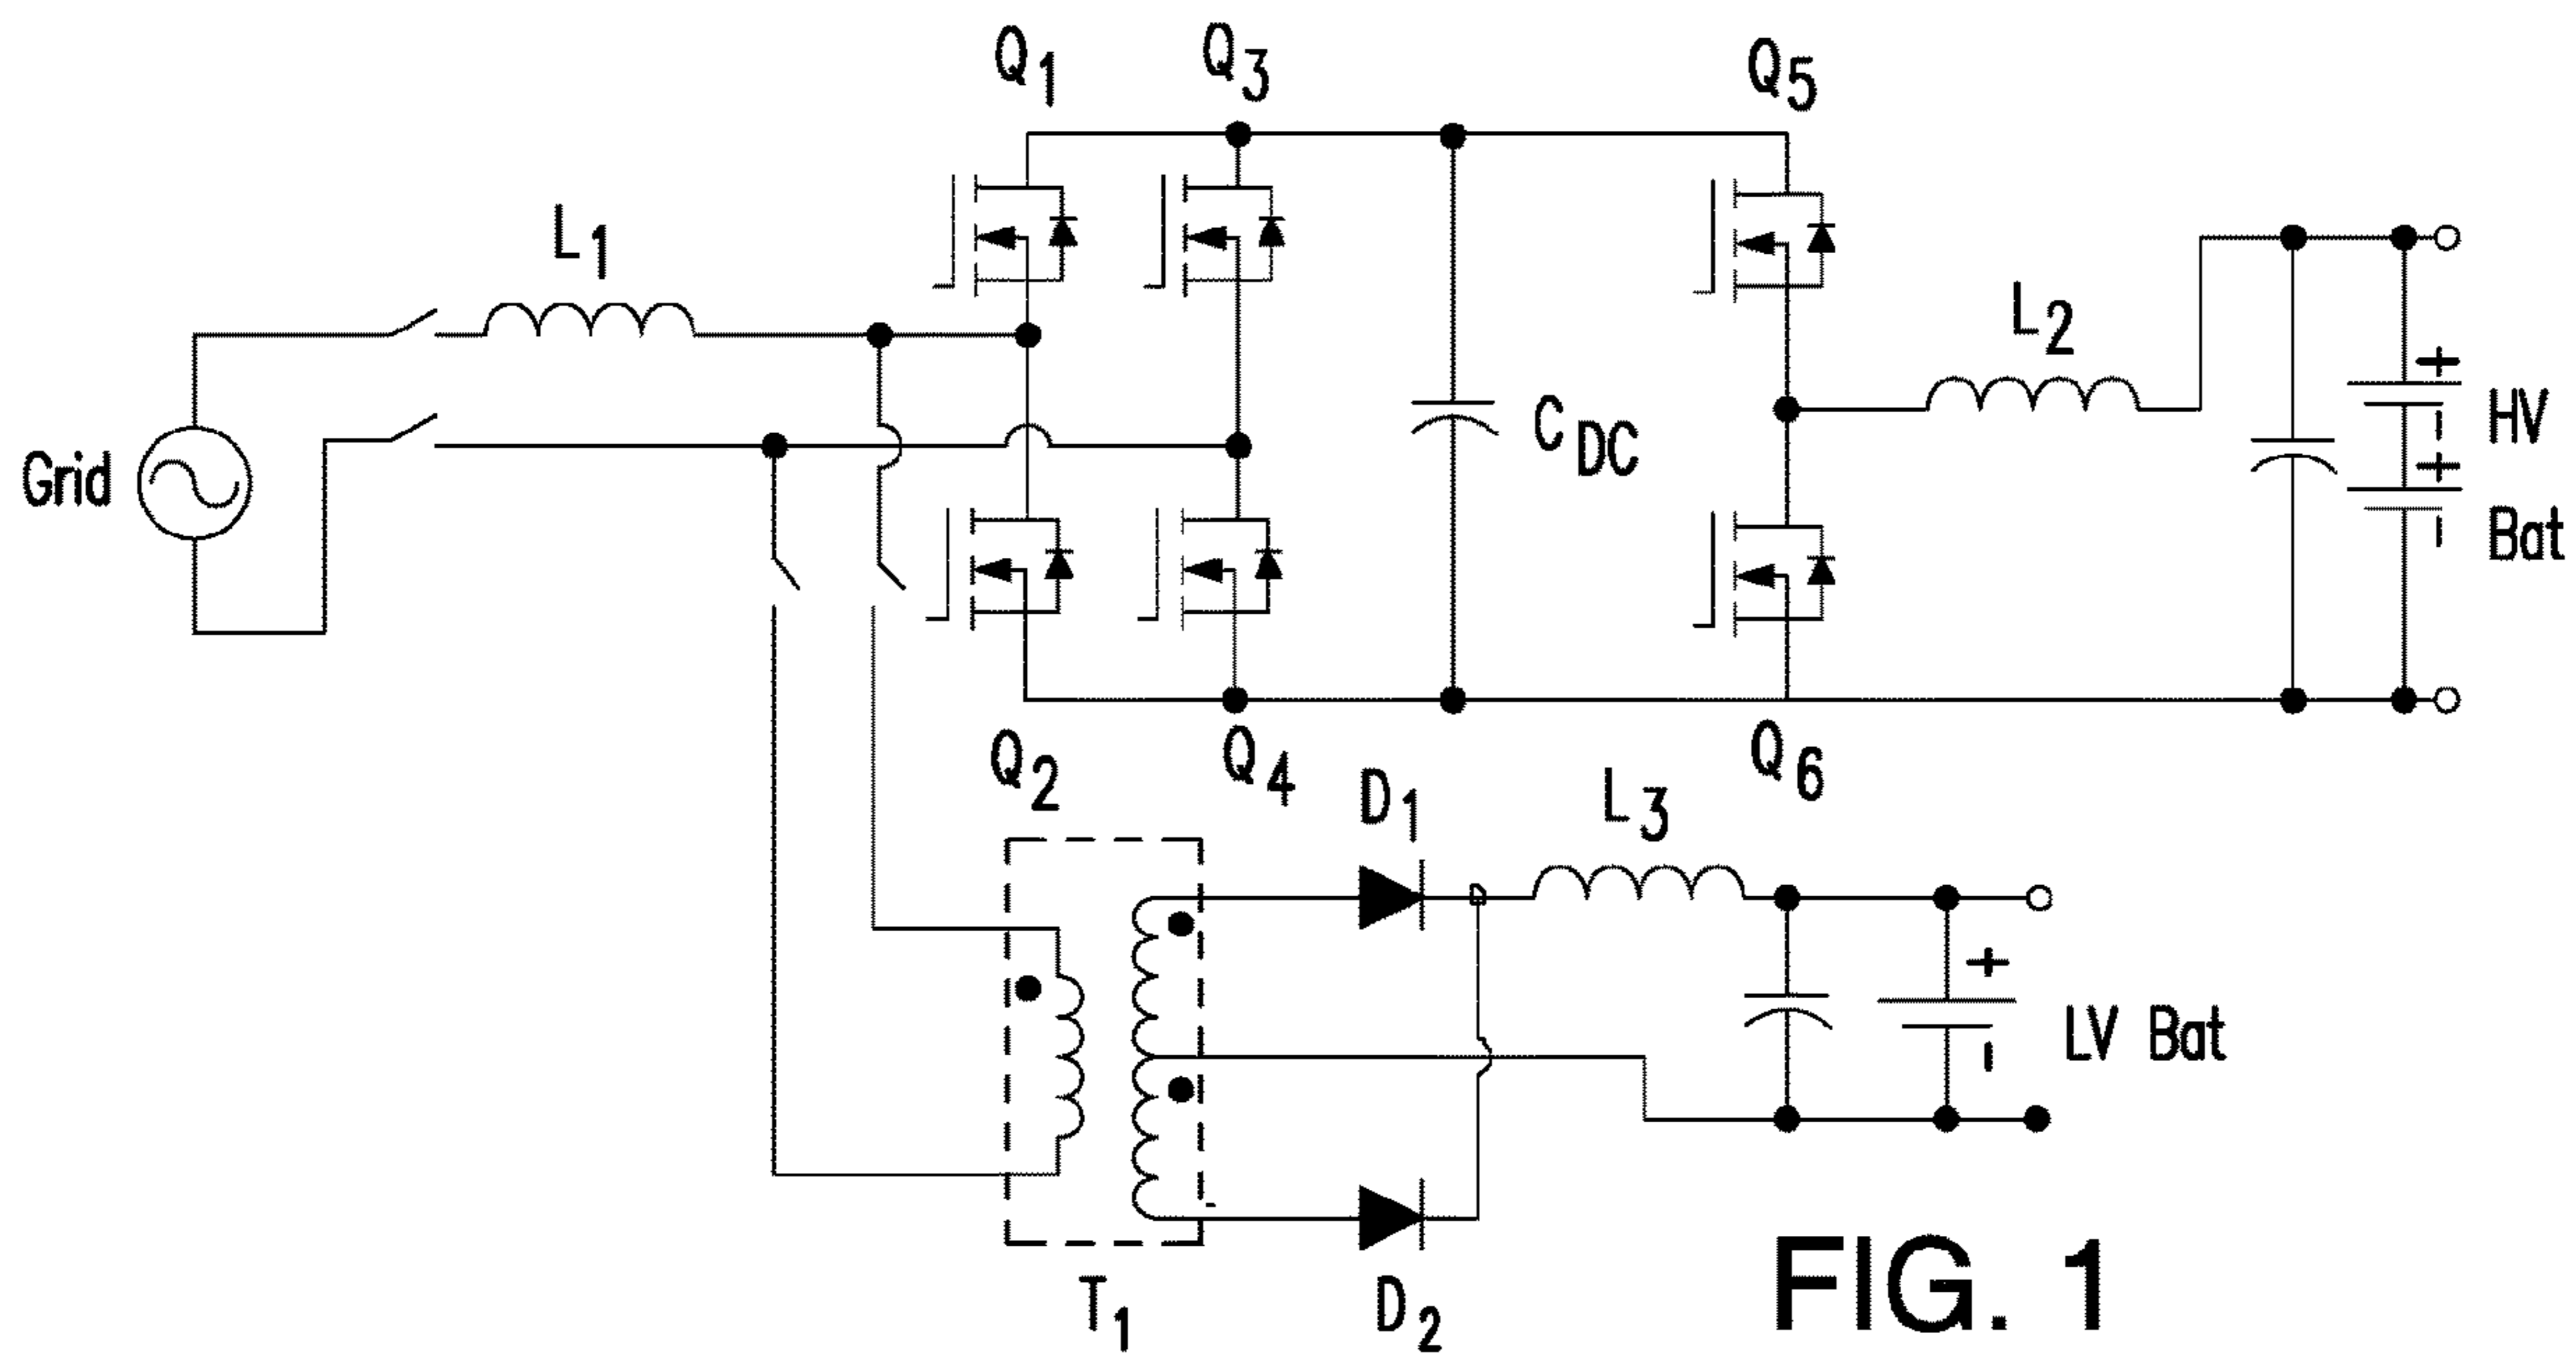 Q1
Q3
Q5
L1
L2
CDC
+
-
HV
Grid
+
-
Bat
Q2
Q4
Q6
D1
L3
+
-
LV Bat
T1
D2
FIG. 1